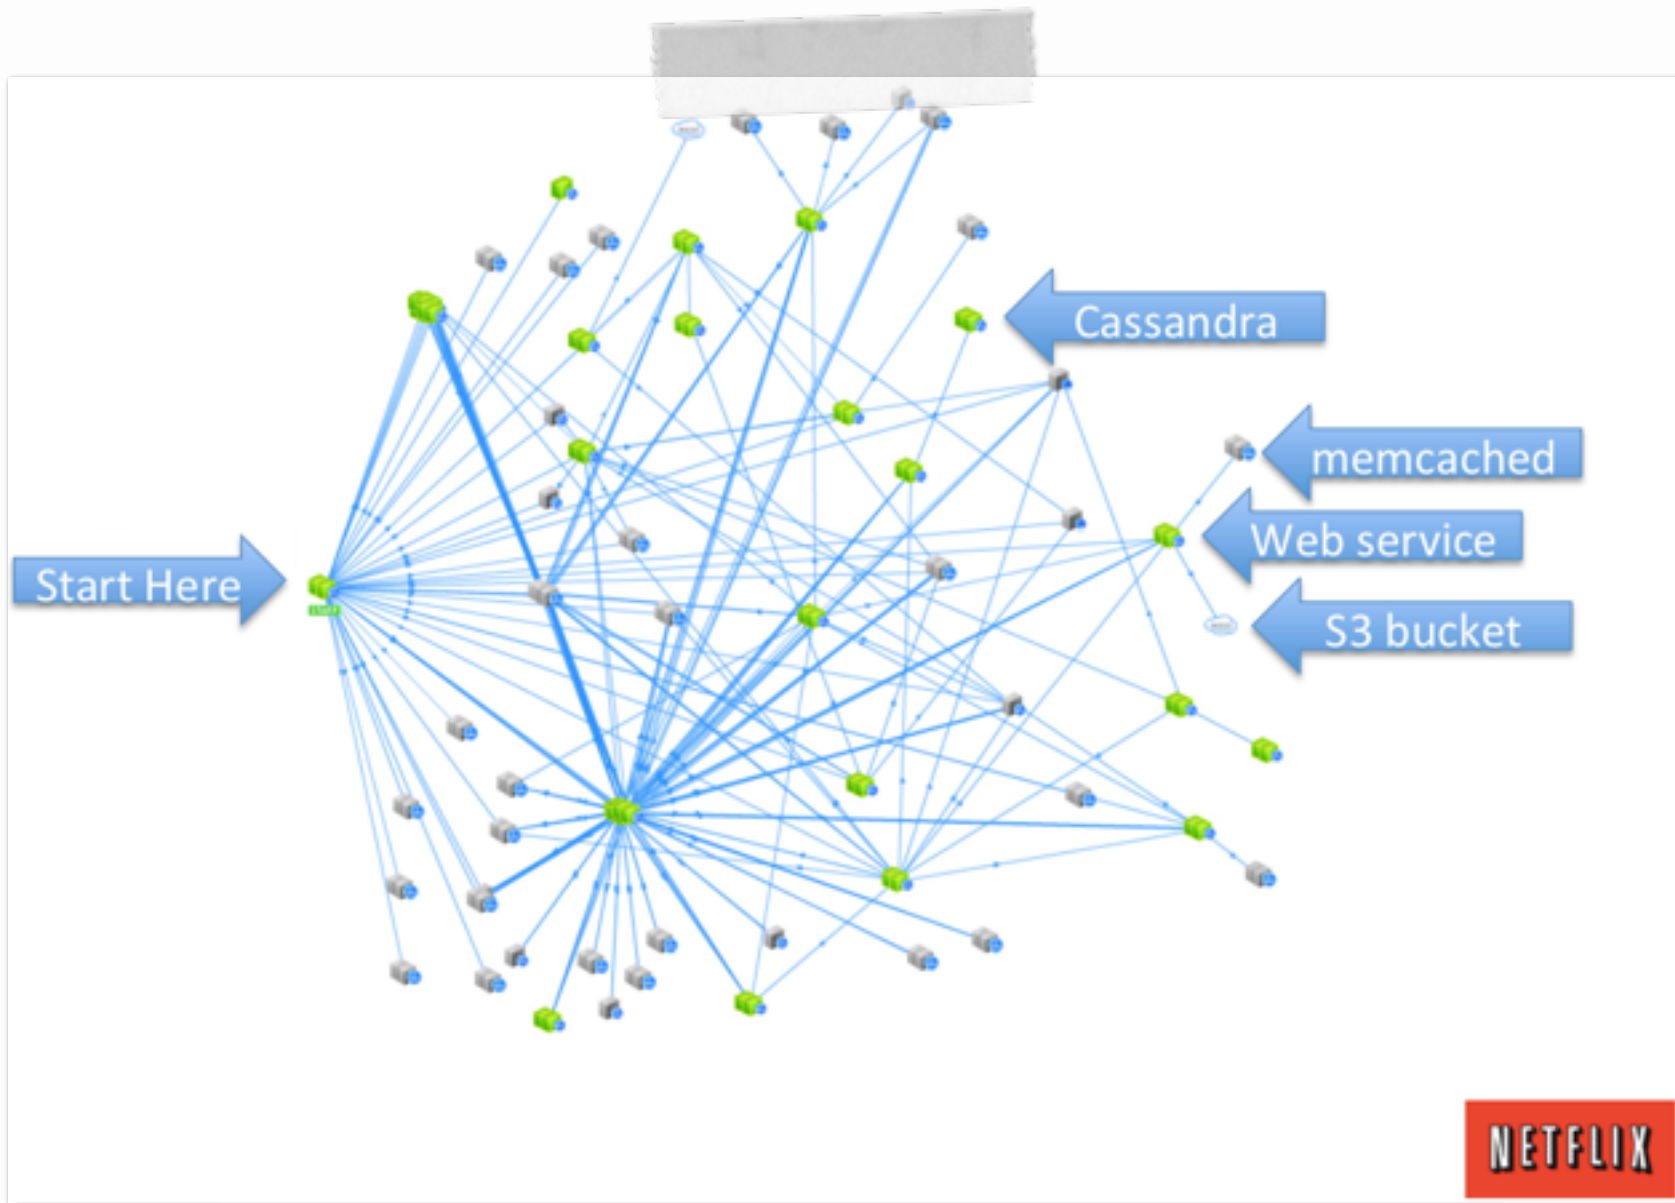 Cassandra
memcached
Web service
Start Here
S3 bucket
NETFLIX